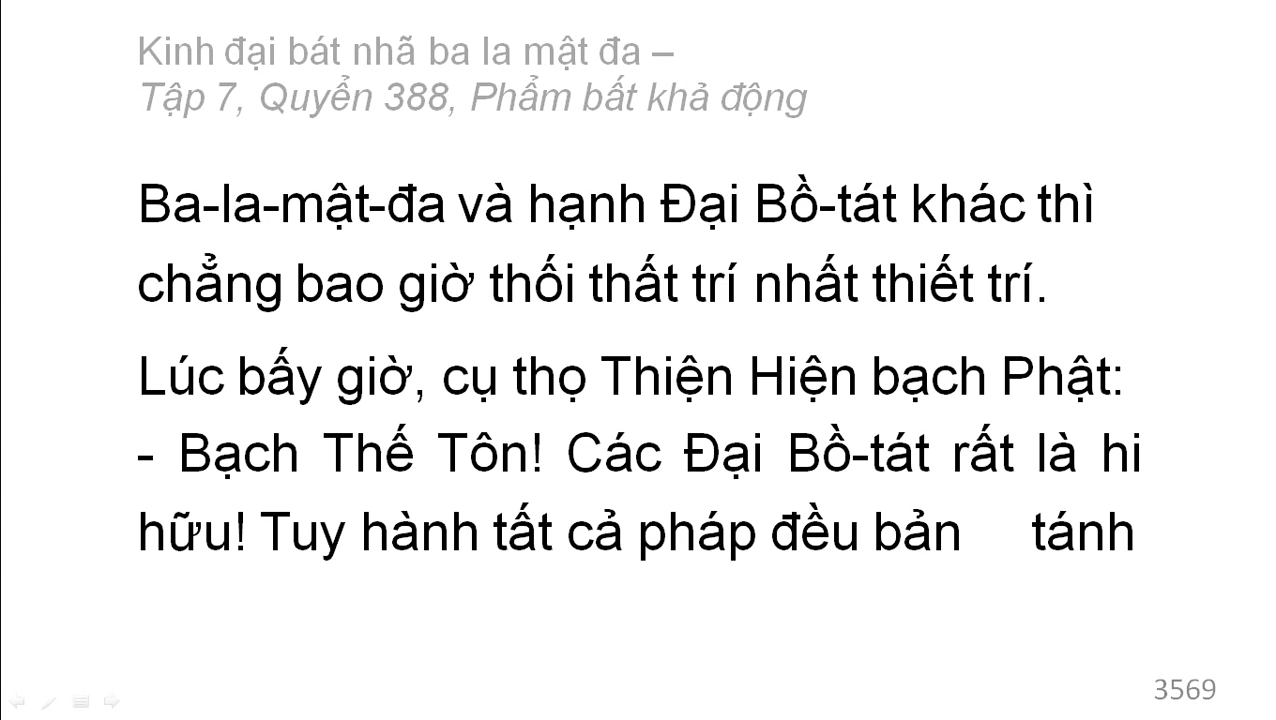 Kinh đại bát nhã ba la mật đa –
Tập 7, Quyển 388, Phẩm bất khả động
Ba-la-mật-đa và hạnh Đại Bồ-tát khác thì
chẳng bao giờ thối thất trí nhất thiết trí.
Lúc bấy giờ, cụ thọ Thiện Hiện bạch Phật:
- Bạch Thế Tôn! Các Đại Bồ-tát rất là hi
hữu! Tuy hành tất cả pháp đều bản tánh
3569